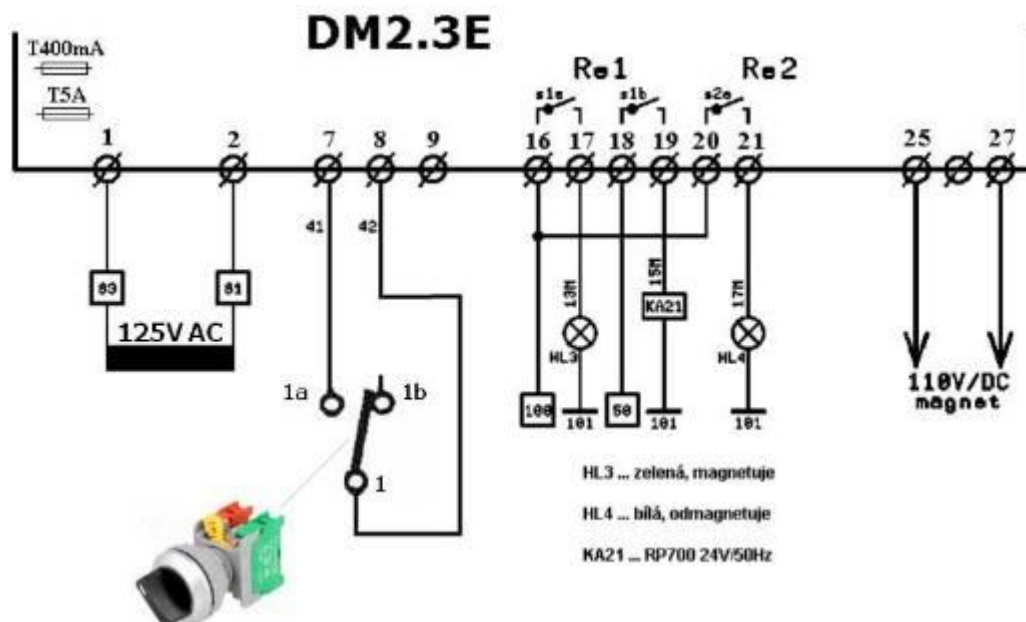 DM2.3E
T400mA
T5A
Re1
Re2
s1a
s1b
s2a
1
2
7
8
9
16
17
18
19
20
21
25
27
41
42
83
81
125V AC
13M
15M
17M
KA21
HL3
HL4
1a
1b
1
100
101
50
101
101
110V/DC
magnet
HL3 ... zelená, magnetuje
HL4 ... bílá, odmagnetuje
KA21 ... RP700 24V/50Hz